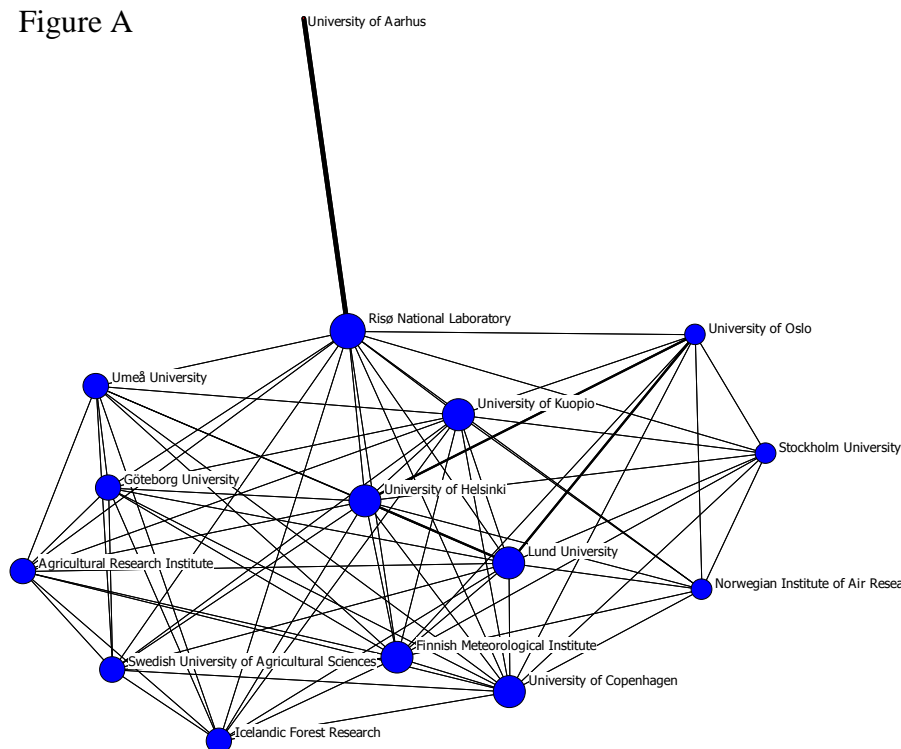 Figure A
University of Aarhus
Risø National Laboratory
University of Oslo
Umeå University
University of Kuopio
Stockholm University
Göteborg University
University of Helsinki
Lund University
Agricultural Research Institute
Norwegian Institute of Air Resea
Finnish Meteorological Institute
Swedish University of Agricultural Sciences
University of Copenhagen
Icelandic Forest Research